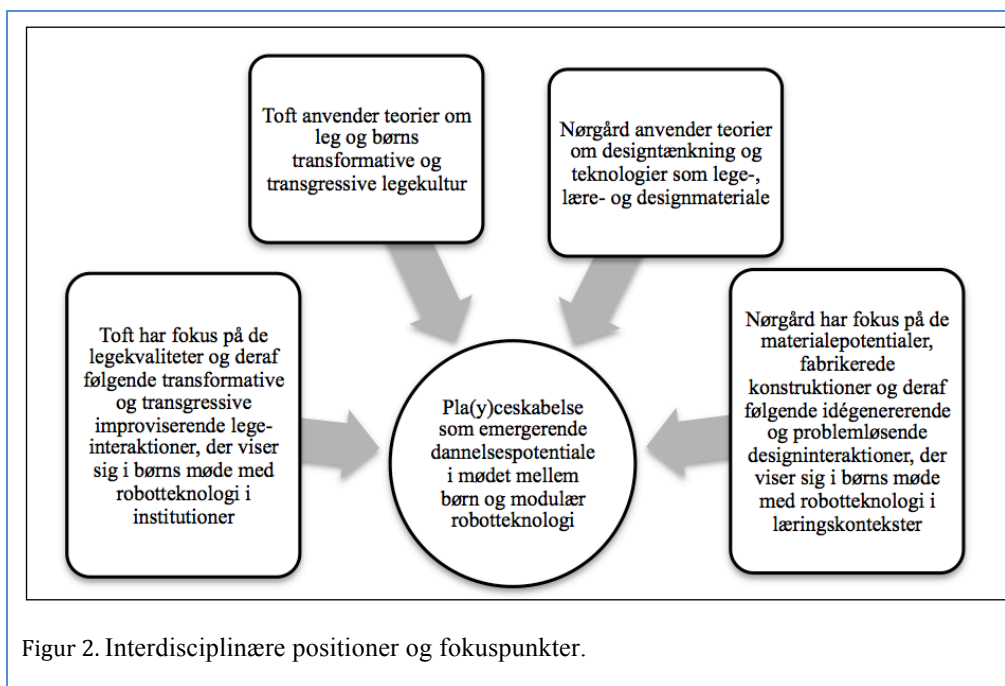 Toft anvender teorier om
leg og børns
transformative og
transgressive legekultur
Nørgård anvender teorier
om designtænkning og
teknologier som lege-,
lære- og designmateriale
Toft har fokus på de
legekvaliteter og deraf
følgende transformative
og transgressive
improviserende lege-
interaktioner, der viser
sig i børns møde med
robotteknologi i
institutioner
Pla(y)ceskabelse
som emergerende
dannelsespotentiale
i mødet mellem
børn og modulær
robotteknologi
Nørgård har fokus på de
materialepotentialer,
fabrikerede
konstruktioner og deraf
følgende idégenererende
og problemløsende
designinteraktioner, der
viser sig i børns møde
med robotteknologi i
læringskontekster
Figur 2. Interdisciplinære positioner og fokuspunkter.